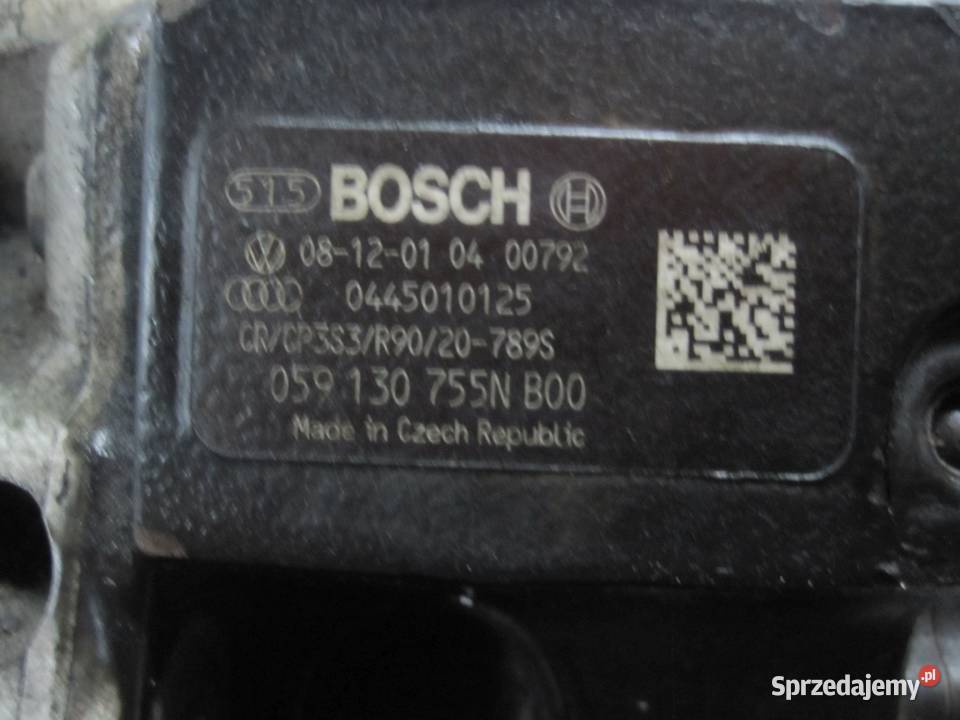 515 BOSCH
08-12-01 04 00792
0445010125
CR/CP3S3/R90/20-789S
059 130 755N B00
Made in Czech Republic
Sprzedajemy.pl